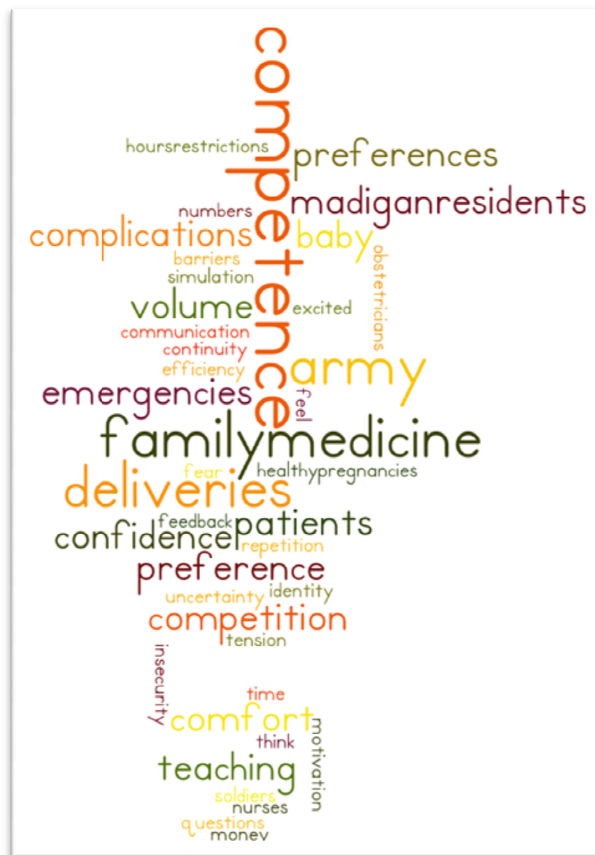 competence
hoursrestrictions
preferences
numbers
madiganresidents
complications
baby
barriers
obstetricians
simulation
volume
excited
communication
continuity
efficiency
army
emergencies
feel
familymedicine
fear
healthypregnancies
deliveries
feedback
patients
confidence
repetition
preference
uncertainty
identity
competition
tension
insecurity
time
comfort
motivation
think
teaching
soldiers
nurses
questions
money